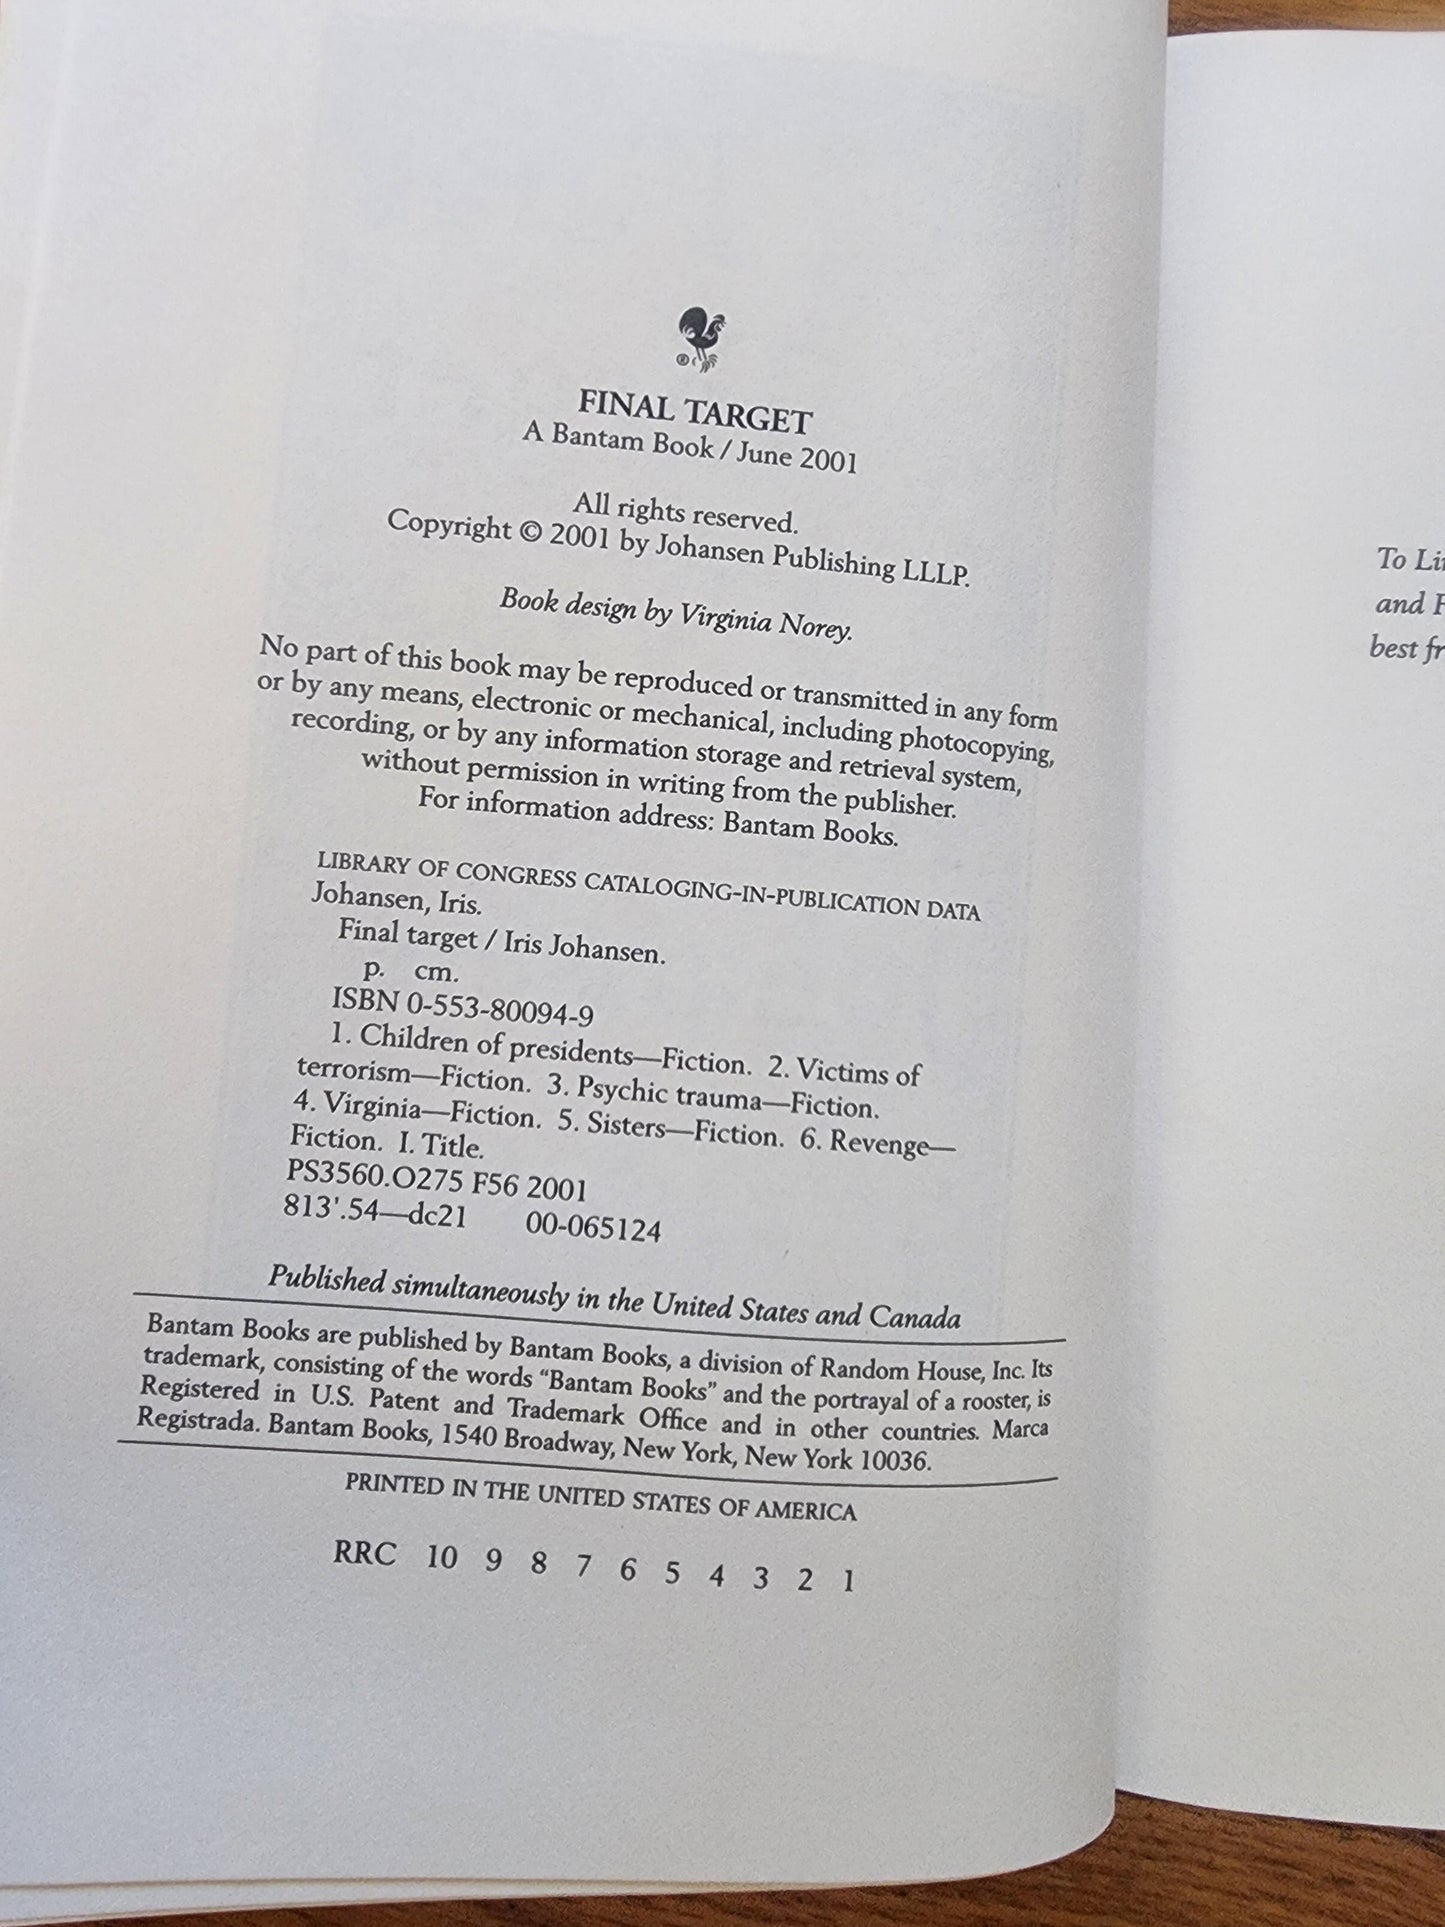 FINAL TARGET
A Bantam Book / June 2001
All rights reserved.
Copyright © 2001 by Johansen Publishing LLLP.
Book design by Virginia Norey.
No part of this book may be reproduced or transmitted in any form
or by any means, electronic or mechanical, including photocopying,
recording, or by any information storage and retrieval system,
without permission in writing from the publisher.
For information address: Bantam Books.
LIBRARY OF CONGRESS CATALOGING-IN-PUBLICATION DATA
Johansen, Iris.
Final target / Iris Johansen.
p. cm.
ISBN 0-553-80094-9
1. Children of presidents—Fiction. 2. Victims of
terrorism—Fiction. 3. Psychic trauma—Fiction.
4. Virginia—Fiction. 5. Sisters—Fiction. 6. Revenge—
Fiction. I. Title.
PS3560.O275 F56 2001
813'.54—dc21 00-065124
Published simultaneously in the United States and Canada
Bantam Books are published by Bantam Books, a division of Random House, Inc. Its
trademark, consisting of the words “Bantam Books” and the portrayal of a rooster, is
Registered in U.S. Patent and Trademark Office and in other countries. Marca
Registrada. Bantam Books, 1540 Broadway, New York, New York 10036.
PRINTED IN THE UNITED STATES OF AMERICA
RRC 10 9 8 7 6 5 4 3 2 1
To
and
best